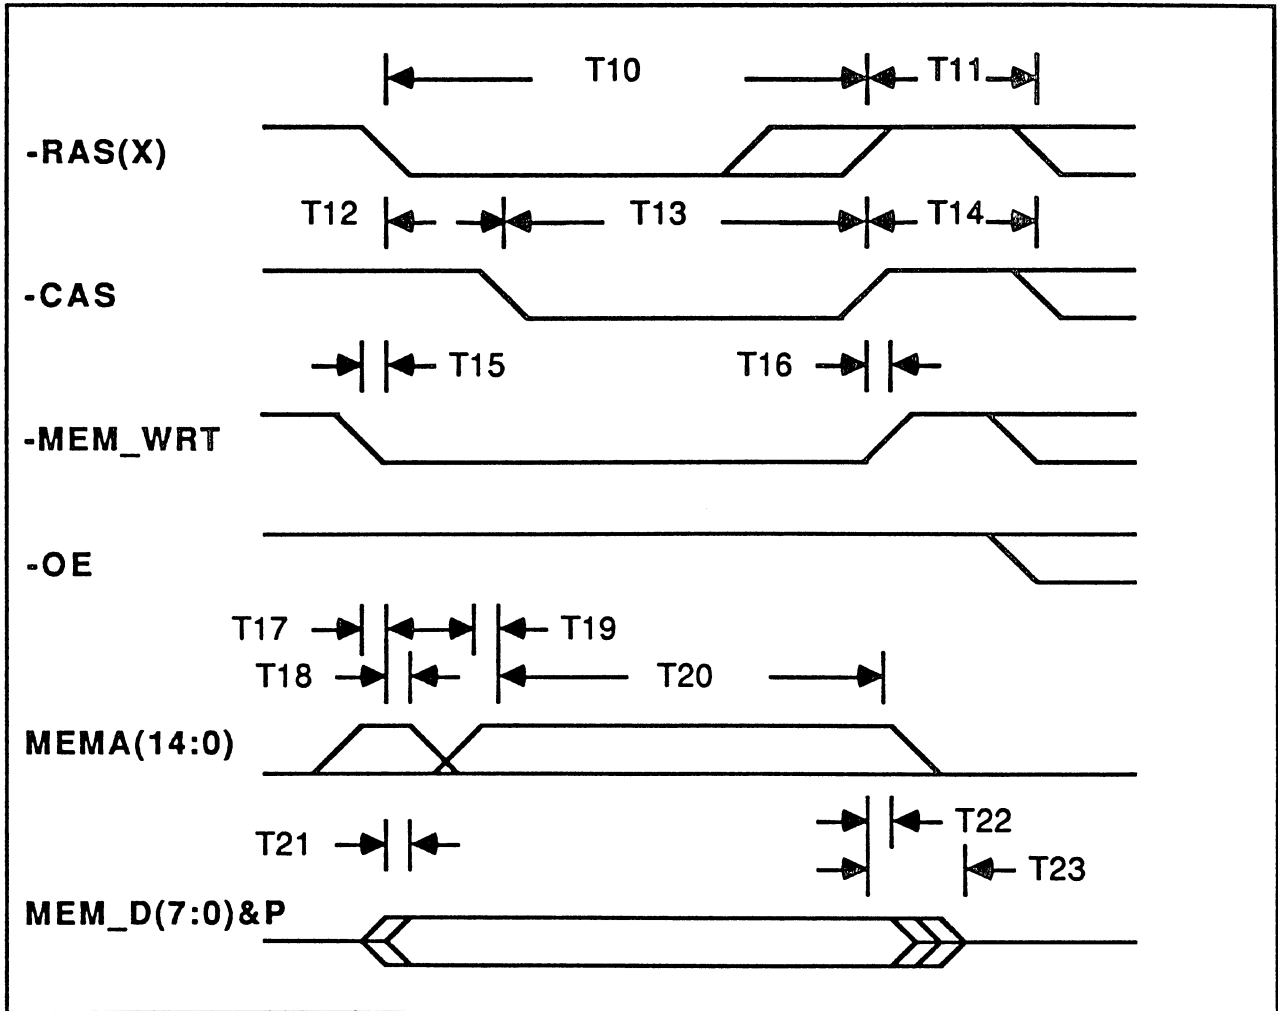 T10 T11
-RAS(X)
T12 T13 T14
-CAS
T15 T16
-MEM_WRT
-OE
T17 T19
T18 T20
MEMA(14:0)
T22
T21
T23
MEM_D(7:0)&P